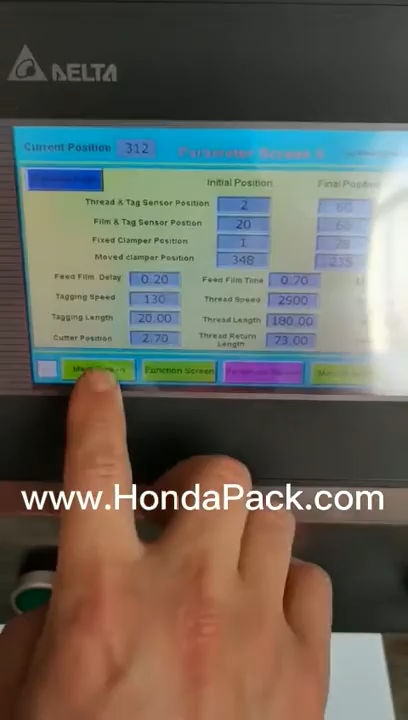 DELTA
Current Position 312 Parameter Screen
Initial Position Final Position
Thread & Tag Sensor Position 2
Film & Tag Sensor Postion 20
Fixed Clamper Position 1
Moved clamper Position 348 235
Feed Film Delay 0.20 Feed Film Time 0.70
Tagging Speed 130 Thread Speed 2500
Tagging Length 20.00 Thread Length 180.00
Cutter Position 2.70 Thread Return Length 73.00
Function Screen
www.HondaPack.com